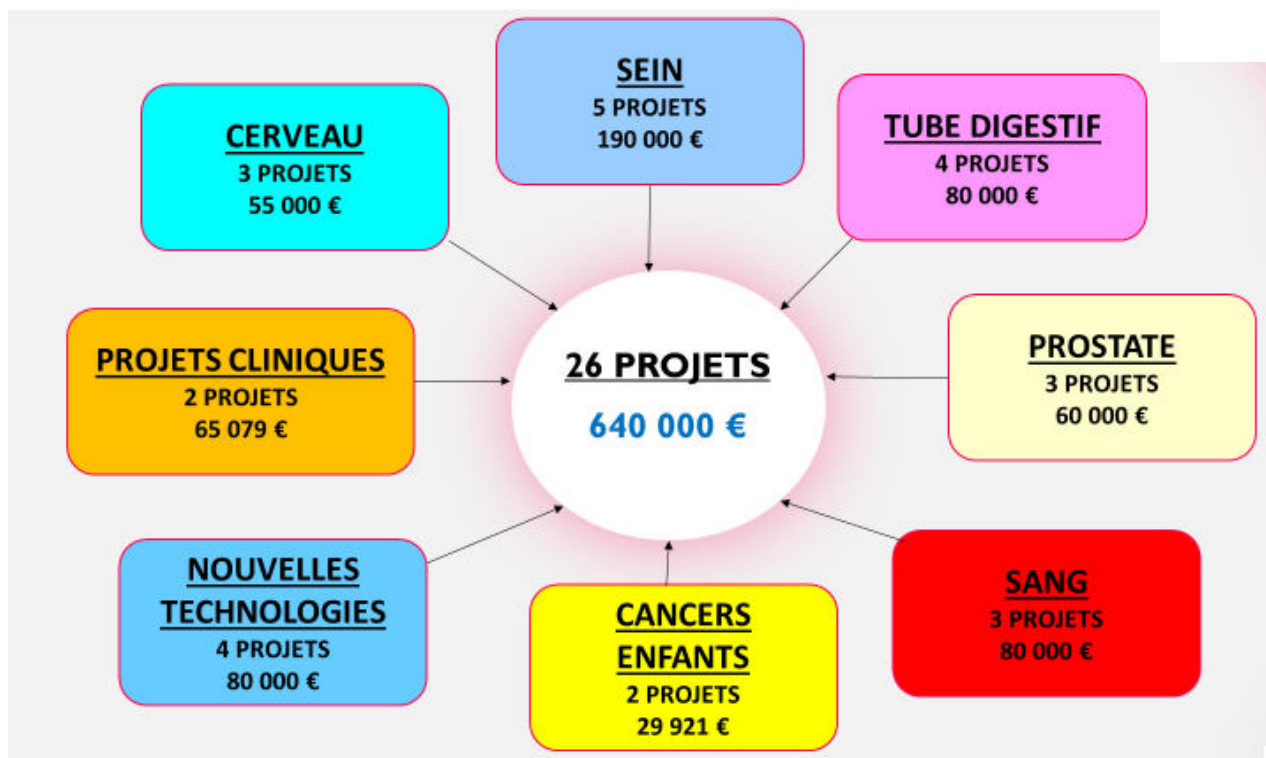 SEIN
5 PROJETS
190 000 €
CERVEAU
3 PROJETS
55 000 €
TUBE DIGESTIF
4 PROJETS
80 000 €
PROJETS CLINIQUES
2 PROJETS
65 079 €
26 PROJETS
640 000 €
PROSTATE
3 PROJETS
60 000 €
NOUVELLES
TECHNOLOGIES
4 PROJETS
80 000 €
CANCERS
ENFANTS
2 PROJETS
29 921 €
SANG
3 PROJETS
80 000 €